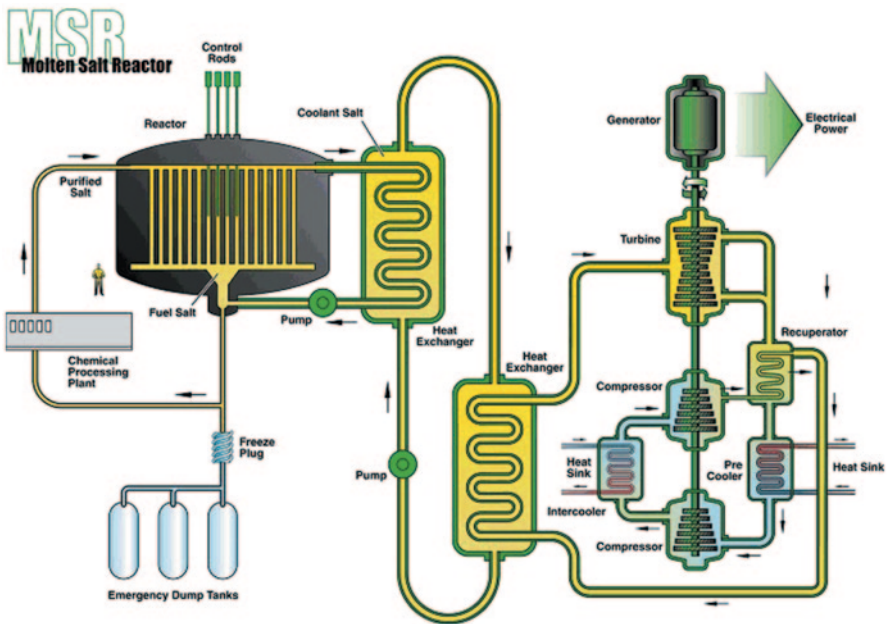 MSR
Molten Salt Reactor
Control
Rods
Reactor
Coolant Salt
Purified
Salt
Fuel Salt
Pump
Heat
Exchanger
Chemical
Processing
Plant
Freeze
Plug
Emergency Dump Tanks
Pump
Heat
Exchanger
Generator
Electrical
Power
Turbine
Recuperator
Compressor
Heat
Sink
Pre
Cooler
Heat Sink
Intercooler
Compressor